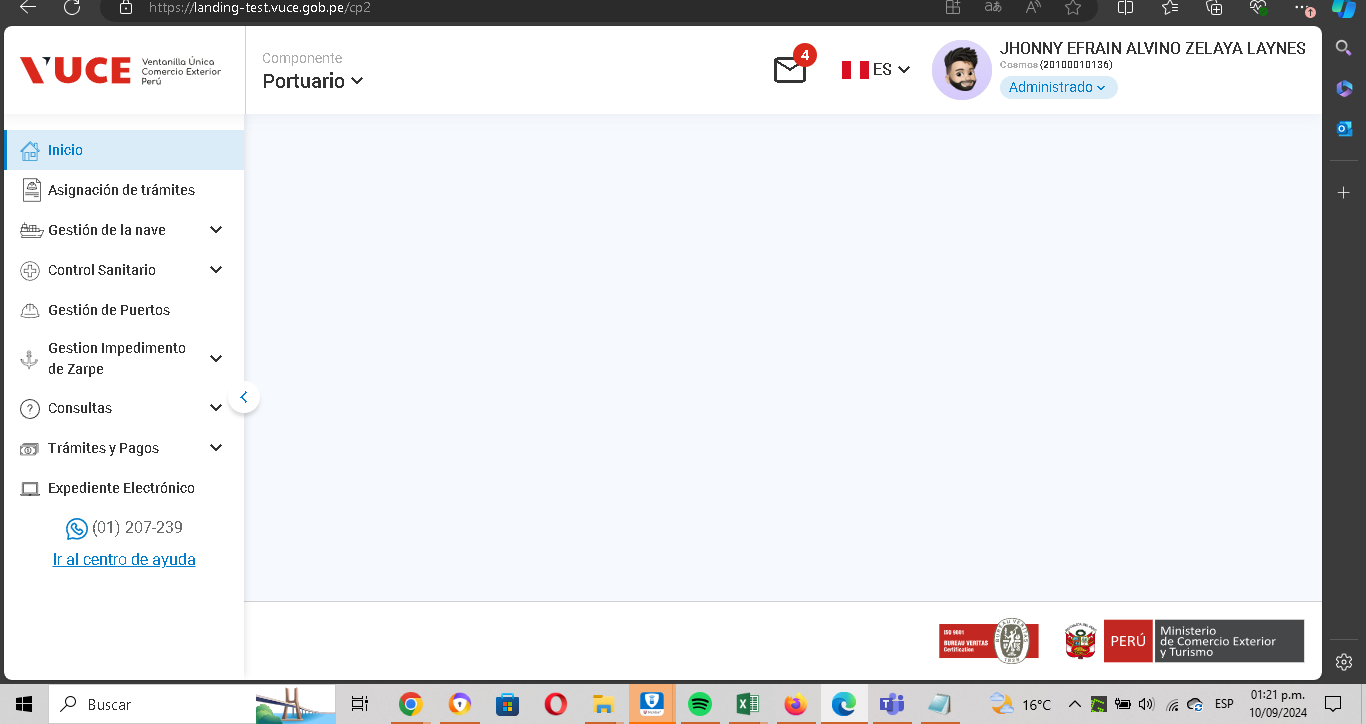 https://landing-test.vuce.gob.pe/cp2
VUCE
Ventanilla Única
Comercio Exterior
Perú
Componente
Portuario
4
ES
JHONNY EFRAIN ALVINO ZELAYA LAYNES
Cosmos (20100010136)
Administrado
Inicio
Asignación de trámites
Gestión de la nave
Control Sanitario
Gestión de Puertos
Gestion Impedimento
de Zarpe
Consultas
Trámites y Pagos
Expediente Electrónico
(01) 207-239
Ir al centro de ayuda
ISO 9001
BUREAU VERITAS
Certification
BUREAU VERITAS
1828
PERÚ
Ministerio
de Comercio Exterior
y Turismo
Buscar
16°C
ESP
01:21 p.m.
10/09/2024